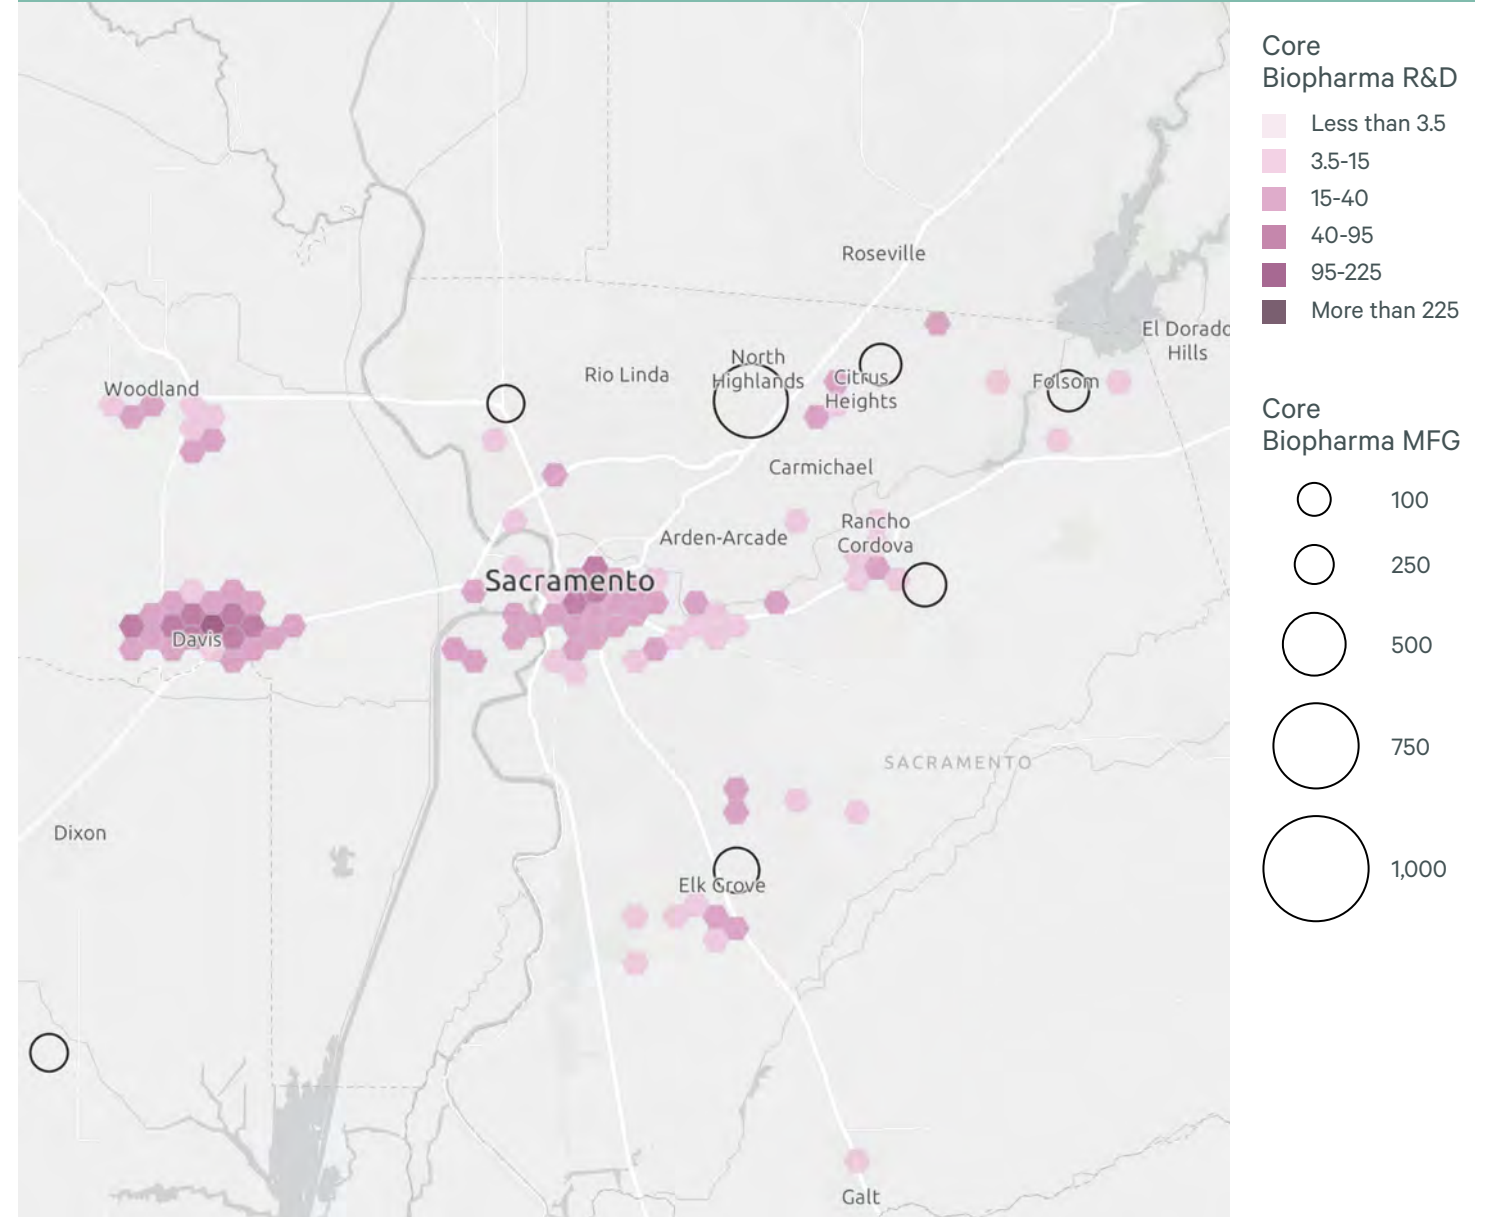 Roseville
El Dorado
Hills
North
Highlands
Rio Linda
Citrus
Heights
Folsom
Woodland
Carmichael
Rancho
Cordova
Arden-Arcade
Sacramento
Davis
SACRAMENTO
Dixon
Elk Grove
Galt
Core
Biopharma R&D
Less than 3.5
3.5-15
15-40
40-95
95-225
More than 225
Core
Biopharma MFG
100
250
500
750
1,000